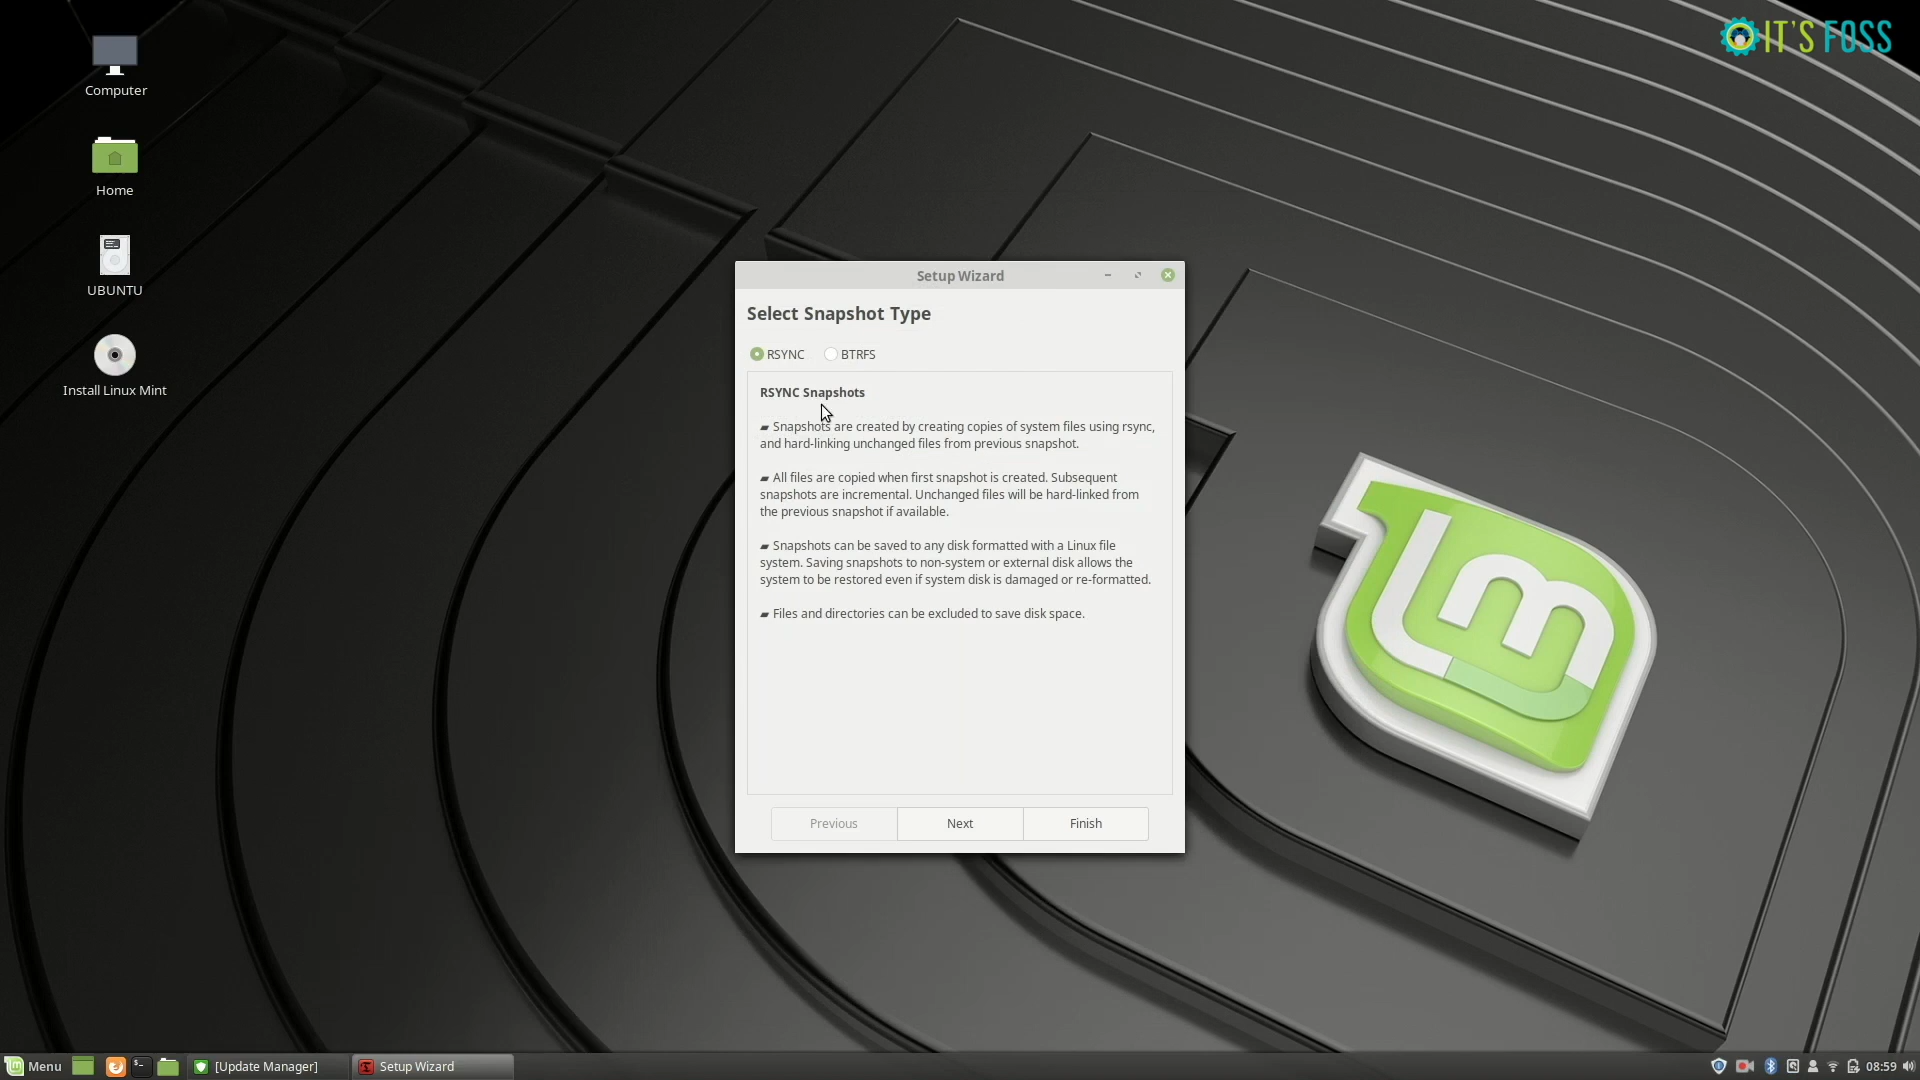 IT'S FOSS
Computer
Home
UBUNTU
Install Linux Mint
Setup Wizard
Select Snapshot Type
RSYNC BTRFS
RSYNC Snapshots
Snapshots are created by creating copies of system files using rsync,
and hard-linking unchanged files from previous snapshot.
All files are copied when first snapshot is created. Subsequent
snapshots are incremental. Unchanged files will be hard-linked from
the previous snapshot if available.
Snapshots can be saved to any disk formatted with a Linux file
system. Saving snapshots to non-system or external disk allows the
system to be restored even if system disk is damaged or re-formatted.
Files and directories can be excluded to save disk space.
Previous Next Finish
Menu [Update Manager] Setup Wizard 08:59